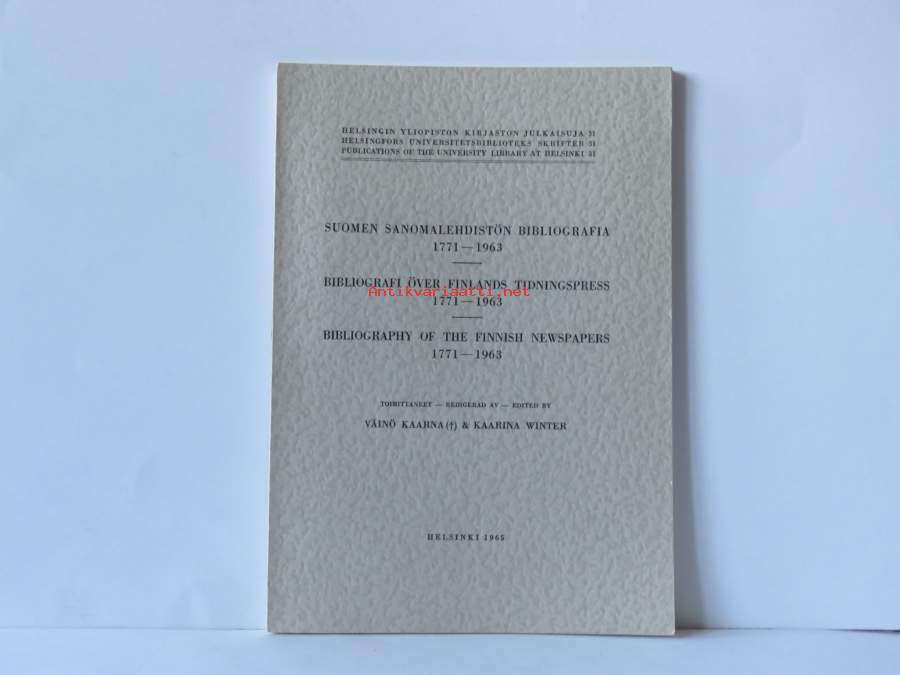 HELSINGIN YLIOPISTON KIRJASTON JULKAISUJA 31
HELSINGFORS UNIVERSITETSBIBLIOTEKS SKRIFTER 31
PUBLICATIONS OF THE UNIVERSITY LIBRARY AT HELSINKI 31
SUOMEN SANOMALEHDISTÖN BIBLIOGRAFIA
1771 — 1963
BIBLIOGRAFI ÖVER FINLANDS TIDNINGSPRESS
Antikvariaatti.net
1771 — 1963
BIBLIOGRAPHY OF THE FINNISH NEWSPAPERS
1771 — 1963
TOIMITTANEET — REDIGERAD AV — EDITED BY
VÄINÖ KAARNA (†) & KAARINA WINTER
HELSINKI 1965